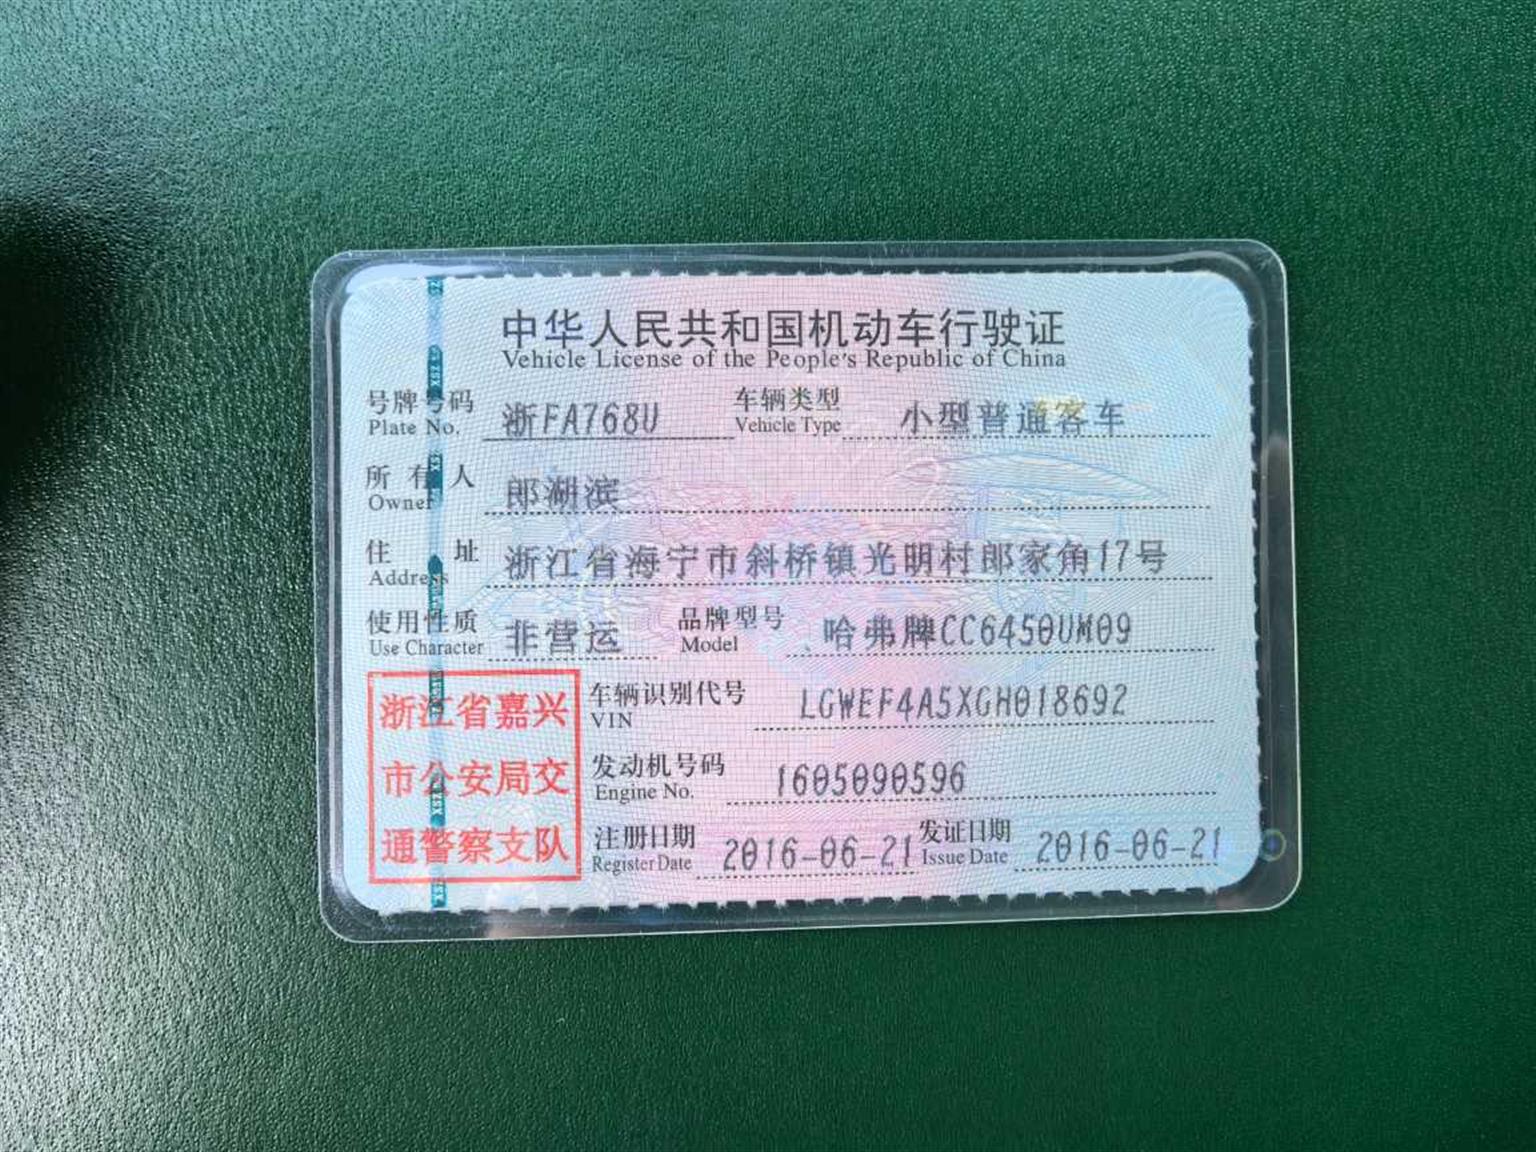 中华人民共和国机动车行驶证
Vehicle License of the People's Republic of China
号牌号码 浙FA768U 车辆类型 小型普通客车
Plate No. Vehicle Type
所有人 郎湖滨
Owner
住址 浙江省海宁市斜桥镇光明村郎家角17号
Address
使用性质 非营运 品牌型号 哈弗牌CC6450UM09
Use Character Model
浙江省嘉兴 车辆识别代号 LGWEF4A5XGH018692
VIN
市公安局交 发动机号码 1605090596
Engine No.
通警察支队 注册日期 2016-06-21 发证日期 2016-06-21
Register Date Issue Date